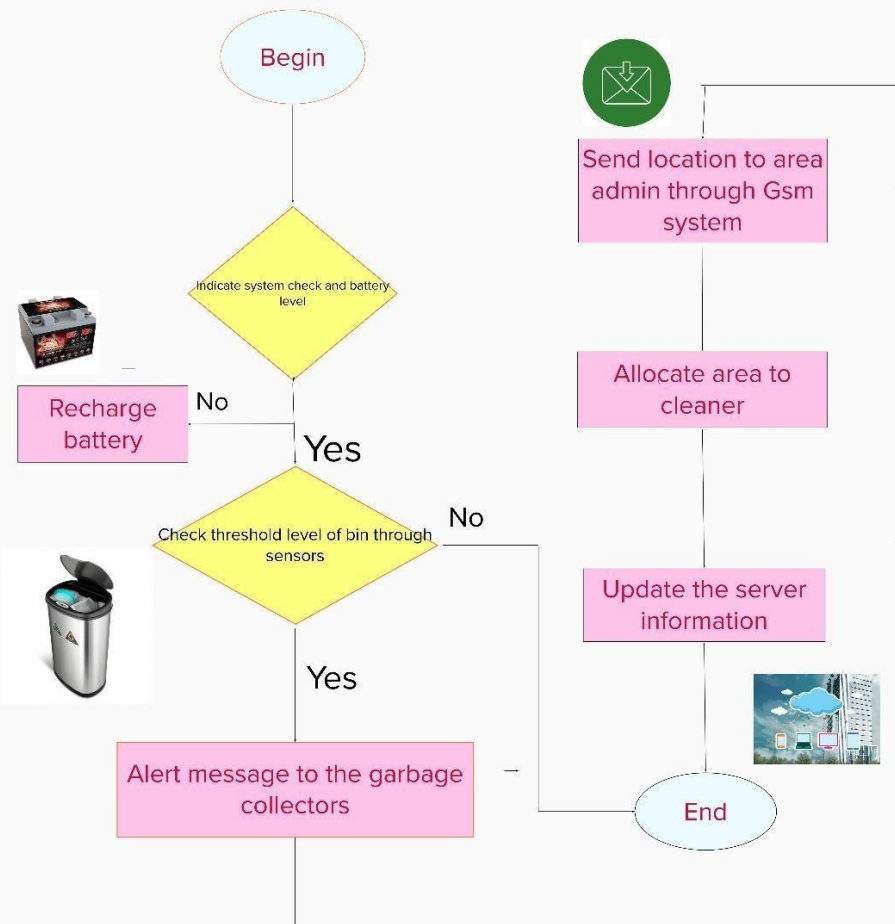 Begin
Indicate system check and battery
level
Recharge
battery
No
Yes
Check threshold level of bin through
sensors
No
Yes
Alert message to the garbage
collectors
Send location to area
admin through Gsm
system
Allocate area to
cleaner
Update the server
information
End